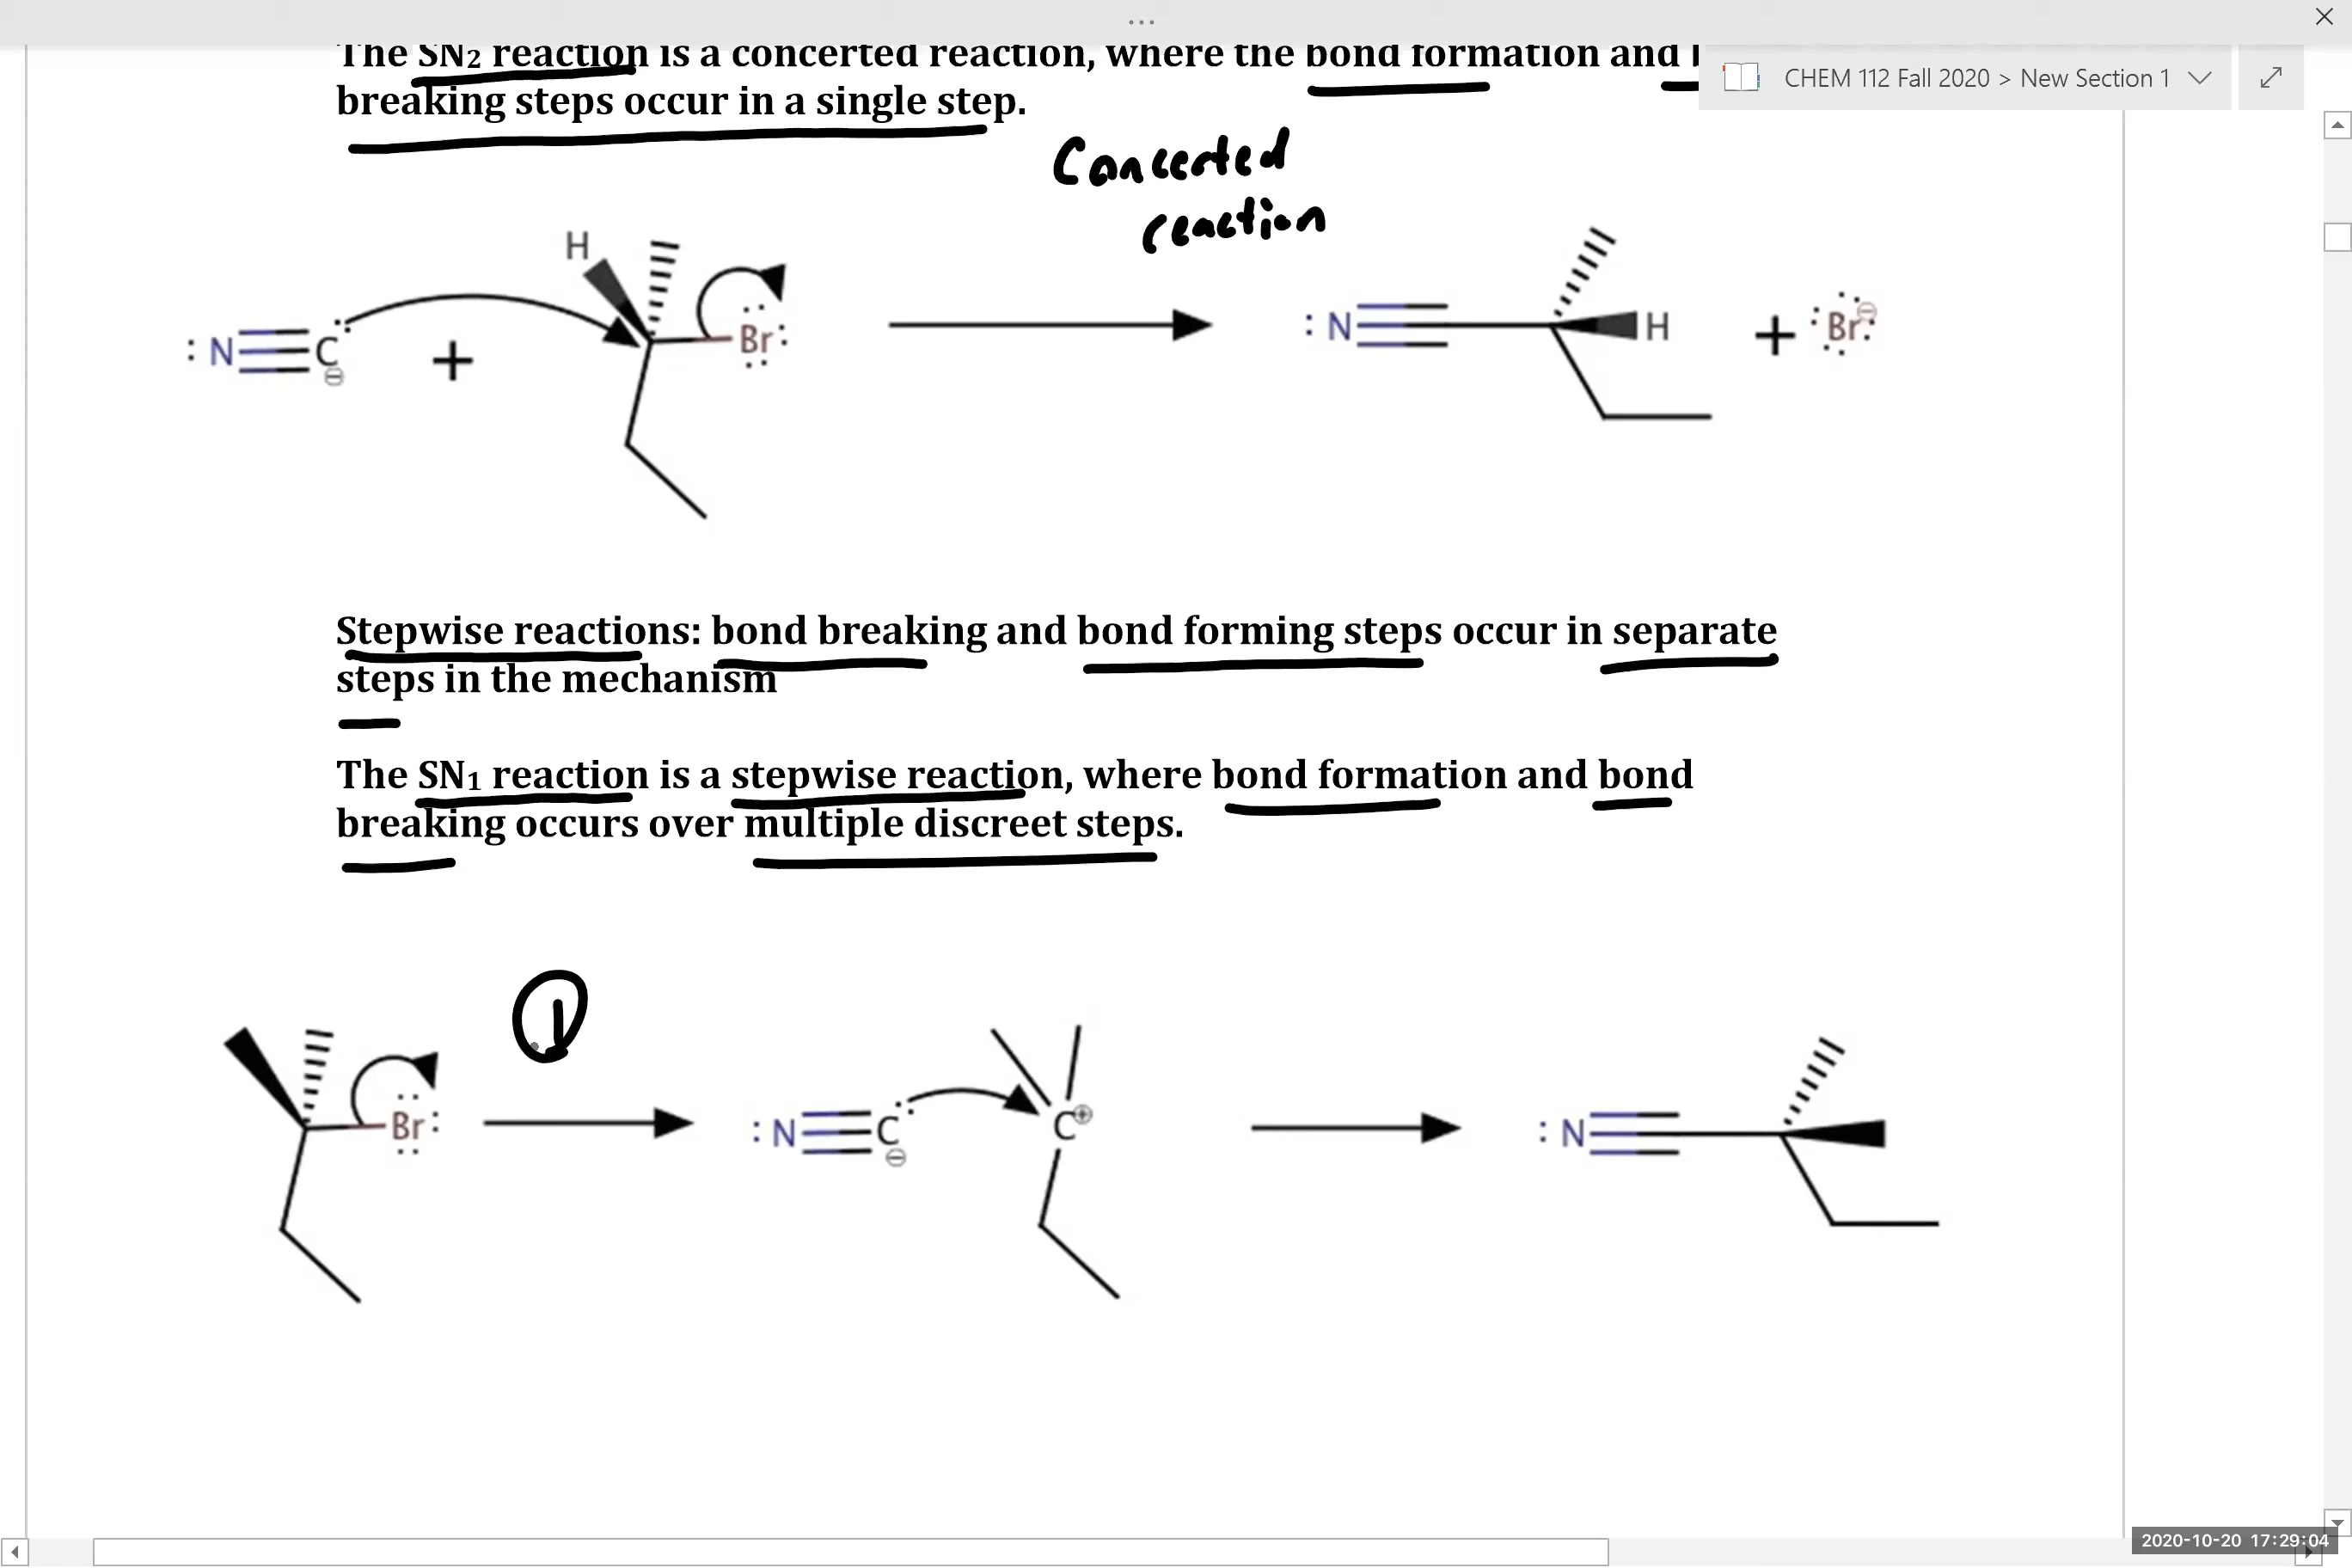 ...
The SN2 reaction is a concerted reaction, where the bond formation and
CHEM 112 Fall 2020 > New Section 1
breaking steps occur in a single step.
Concerted
reaction
H
:N C + Br: :N H + :Br:
Stepwise reactions: bond breaking and bond forming steps occur in separate
steps in the mechanism
The SN1 reaction is a stepwise reaction, where bond formation and bond
breaking occurs over multiple discreet steps.
1
Br: :N C C⊕ :N
2020-10-20 17:29:04